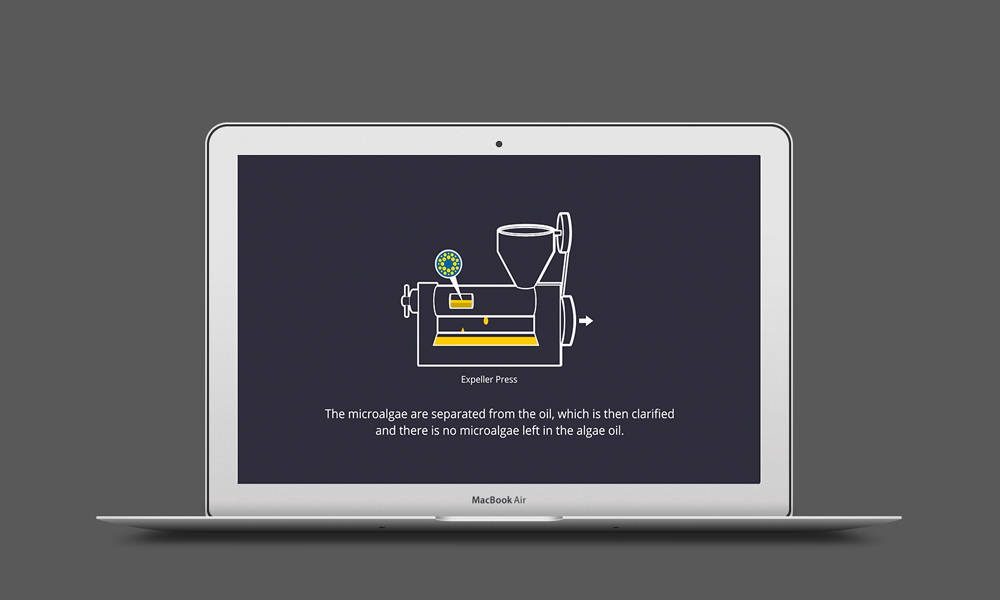 Expeller Press
The microalgae are separated from the oil, which is then clarified
and there is no microalgae left in the algae oil.
MacBook Air